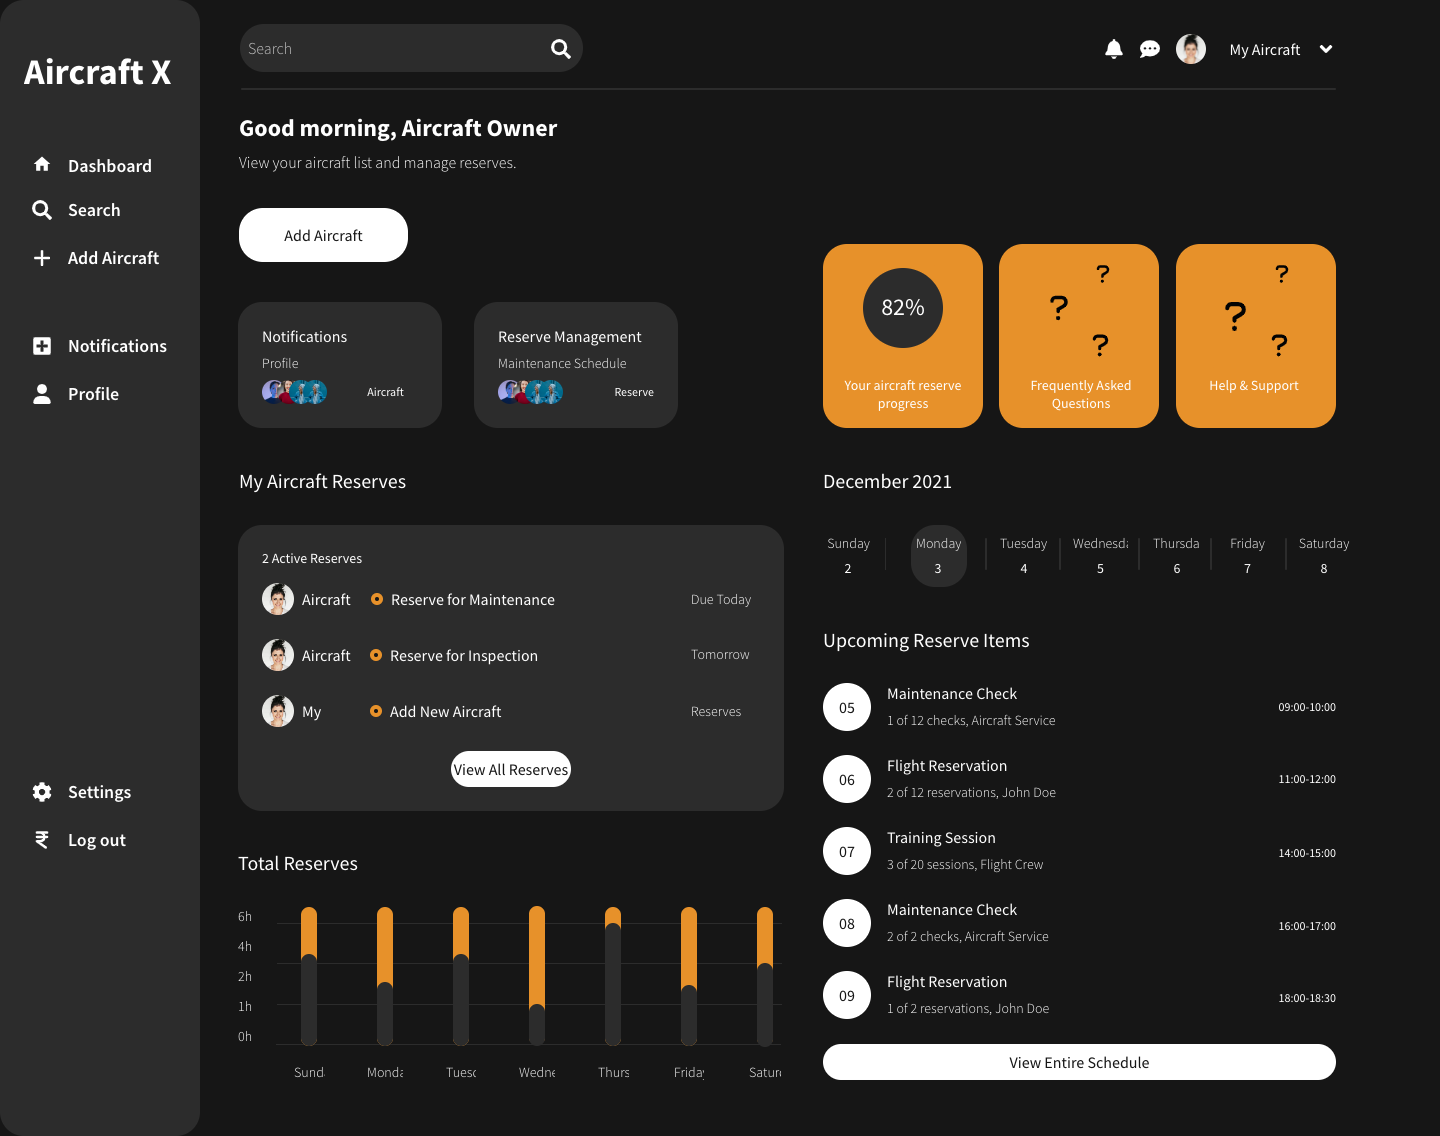 Aircraft X
Dashboard
Search
Add Aircraft
Notifications
Profile
Settings
Log out
Search
My Aircraft
Good morning, Aircraft Owner
View your aircraft list and manage reserves.
Add Aircraft
Notifications
Profile
Aircraft
Reserve Management
Maintenance Schedule
Reserve
82%
Your aircraft reserve
progress
?
?
?
Frequently Asked
Questions
?
?
?
Help & Support
My Aircraft Reserves
2 Active Reserves
Aircraft
Reserve for Maintenance
Due Today
Aircraft
Reserve for Inspection
Tomorrow
My
Add New Aircraft
Reserves
View All Reserves
Total Reserves
6h
4h
2h
1h
0h
Sund
Monda
Tuesd
Wedne
Thurs
Friday
Satur
December 2021
Sunday
2
Monday
3
Tuesday
4
Wednesda
5
Thursda
6
Friday
7
Saturday
8
Upcoming Reserve Items
05
Maintenance Check
1 of 12 checks, Aircraft Service
09:00-10:00
06
Flight Reservation
2 of 12 reservations, John Doe
11:00-12:00
07
Training Session
3 of 20 sessions, Flight Crew
14:00-15:00
08
Maintenance Check
2 of 2 checks, Aircraft Service
16:00-17:00
09
Flight Reservation
1 of 2 reservations, John Doe
18:00-18:30
View Entire Schedule